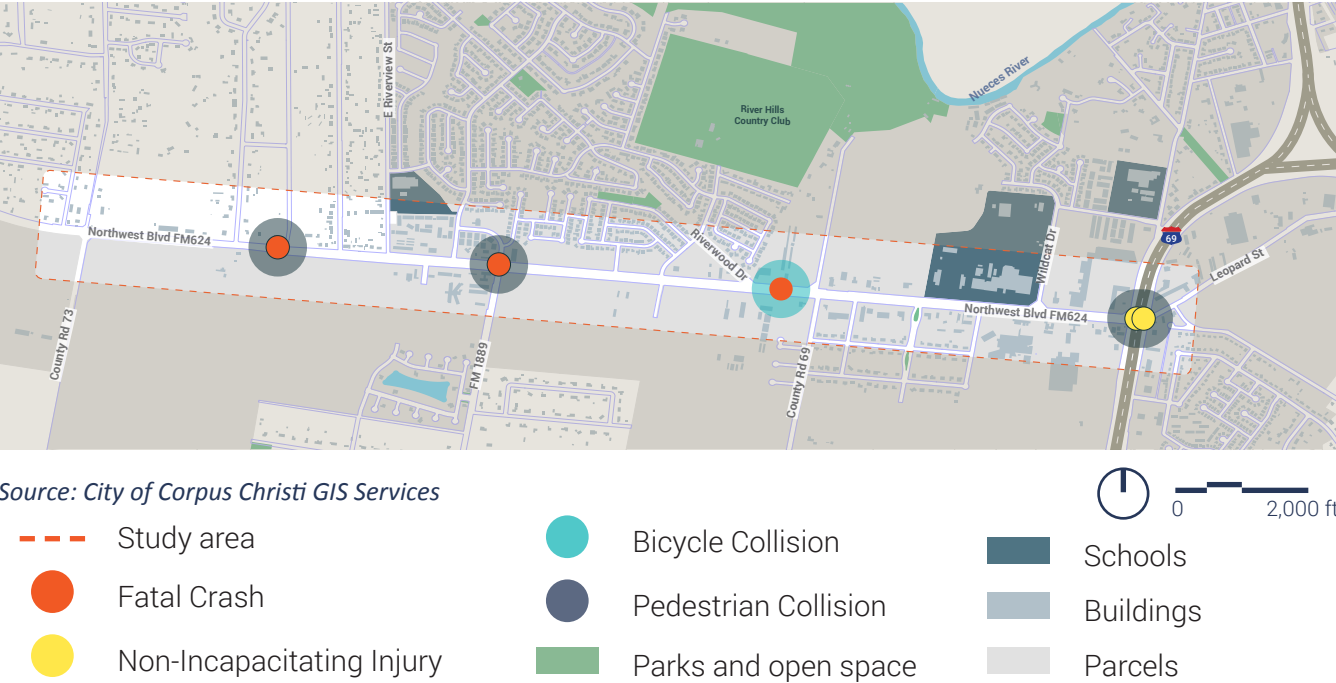 E Riverview St
Nueces River
River Hills
Country Club
Northwest Blvd FM624
Riverwood Dr
Wildcat Dr
69
Leopard St
Northwest Blvd FM624
County Rd 73
FM 1889
County Rd 69
Source: City of Corpus Christi GIS Services
0 2,000 ft
Study area
Fatal Crash
Non-Incapacitating Injury
Bicycle Collision
Pedestrian Collision
Parks and open space
Schools
Buildings
Parcels